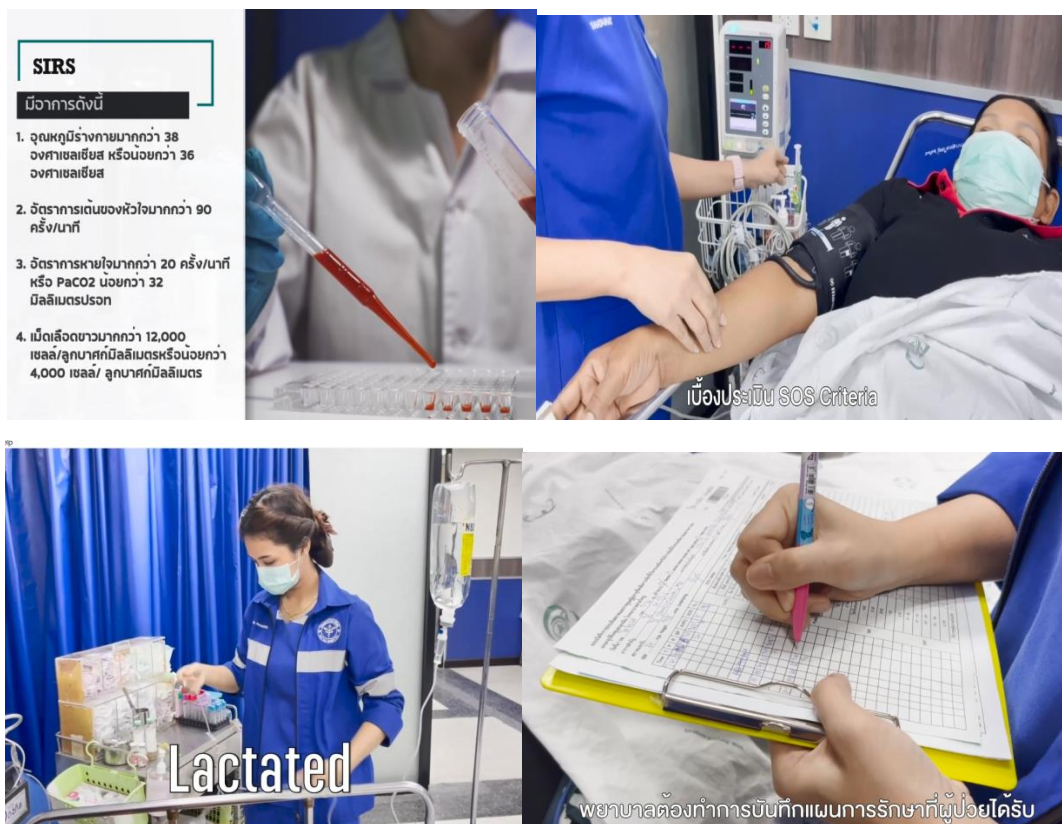 SIRS
มีอาการดังนี้
1. อุณหภูมิร่างกายมากกว่า 38
องศาเซลเซียส หรือน้อยกว่า 36
องศาเซลเซียส
2. อัตราการเต้นของหัวใจมากกว่า 90
ครั้ง/นาที
3. อัตราการหายใจมากกว่า 20 ครั้ง/นาที
หรือ PaCO2 น้อยกว่า 32
มิลลิเมตรปรอท
4. เม็ดเลือดขาวมากกว่า 12,000
เซลล์/ลูกบาศก์มิลลิเมตรหรือน้อยกว่า
4,000 เซลล์/ ลูกบาศก์มิลลิเมตร
เบื้องประเมิน SOS Criteria
Lactated
พยาบาลต้องทำการบันทึกแผนการรักษาที่ผู้ป่วยได้รับ